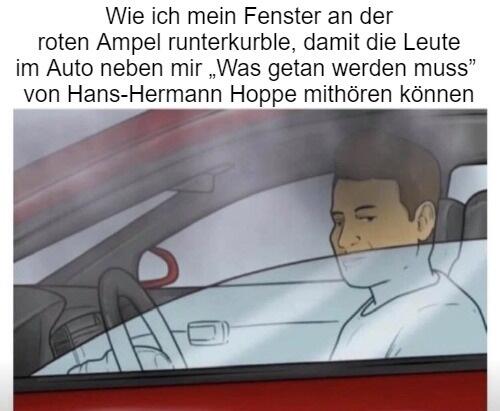 Wie ich mein Fenster an der
roten Ampel runterkurble, damit die Leute
im Auto neben mir „Was getan werden muss”
von Hans-Hermann Hoppe mithören können